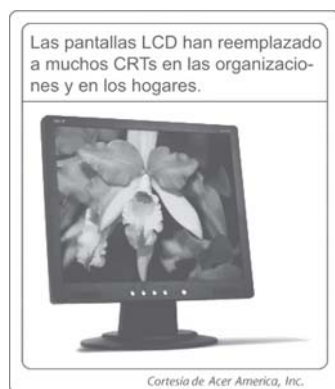 Las pantallas LCD han reemplazado
a muchos CRTs en las organizacio-
nes y en los hogares.
Cortesía de Acer America, Inc.